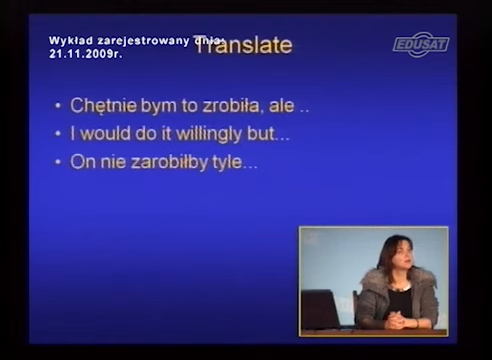 Wykład zarejestrowany dnia:
21.11.2009r.
Translate
EDUSAT
• Chętnie bym to zrobiła, ale ..
• I would do it willingly but...
• On nie zarobiłby tyle...